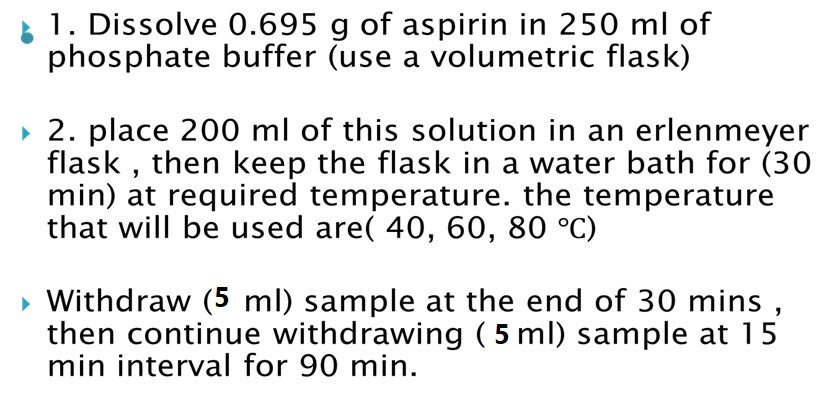 1. Dissolve 0.695 g of aspirin in 250 ml of
phosphate buffer (use a volumetric flask)
2. place 200 ml of this solution in an erlenmeyer
flask , then keep the flask in a water bath for (30
min) at required temperature. the temperature
that will be used are( 40, 60, 80 °C)
Withdraw (5 ml) sample at the end of 30 mins ,
then continue withdrawing ( 5 ml) sample at 15
min interval for 90 min.